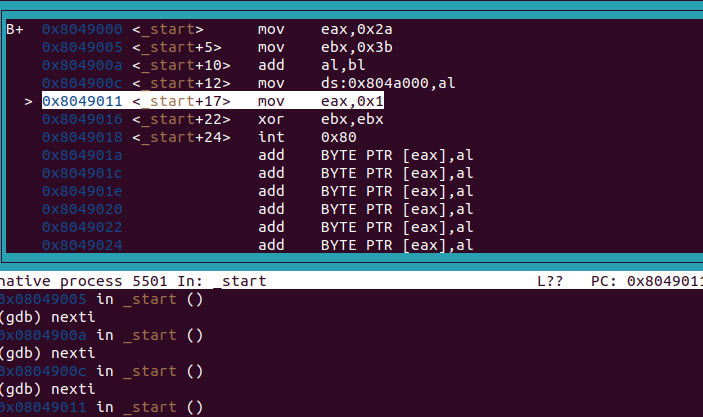 B+ 0x8049000 <_start> mov eax,0x2a
0x8049005 <_start+5> mov ebx,0x3b
0x804900a <_start+10> add al,bl
0x804900c <_start+12> mov ds:0x804a000,al
> 0x8049011 <_start+17> mov eax,0x1
0x8049016 <_start+22> xor ebx,ebx
0x8049018 <_start+24> int 0x80
0x804901a add BYTE PTR [eax],al
0x804901c add BYTE PTR [eax],al
0x804901e add BYTE PTR [eax],al
0x8049020 add BYTE PTR [eax],al
0x8049022 add BYTE PTR [eax],al
0x8049024 add BYTE PTR [eax],al
native process 5501 In: _start L?? PC: 0x8049011
0x08049005 in _start ()
(gdb) nexti
0x0804900a in _start ()
(gdb) nexti
0x0804900c in _start ()
(gdb) nexti
0x08049011 in _start ()